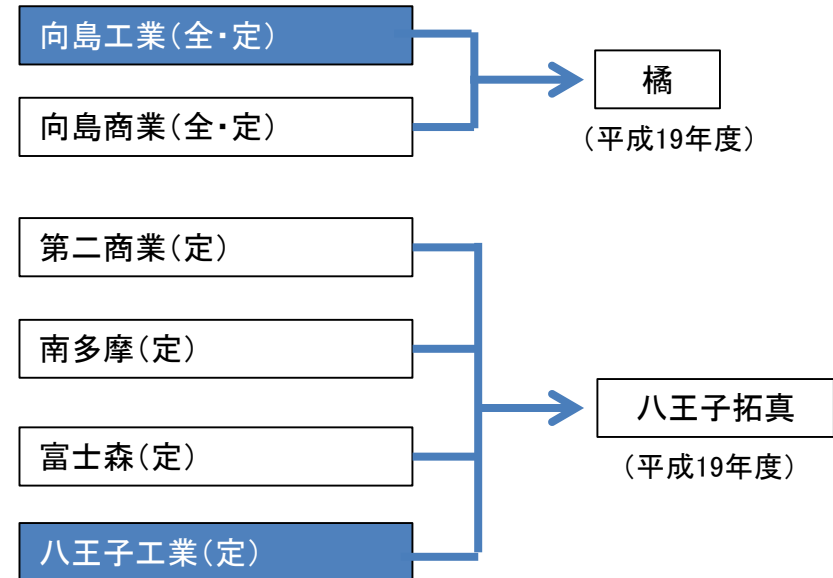 向島工業(全・定)
向島商業(全・定)
橘
(平成19年度)
第二商業(定)
南多摩(定)
富士森(定)
八王子工業(定)
八王子拓真
(平成19年度)